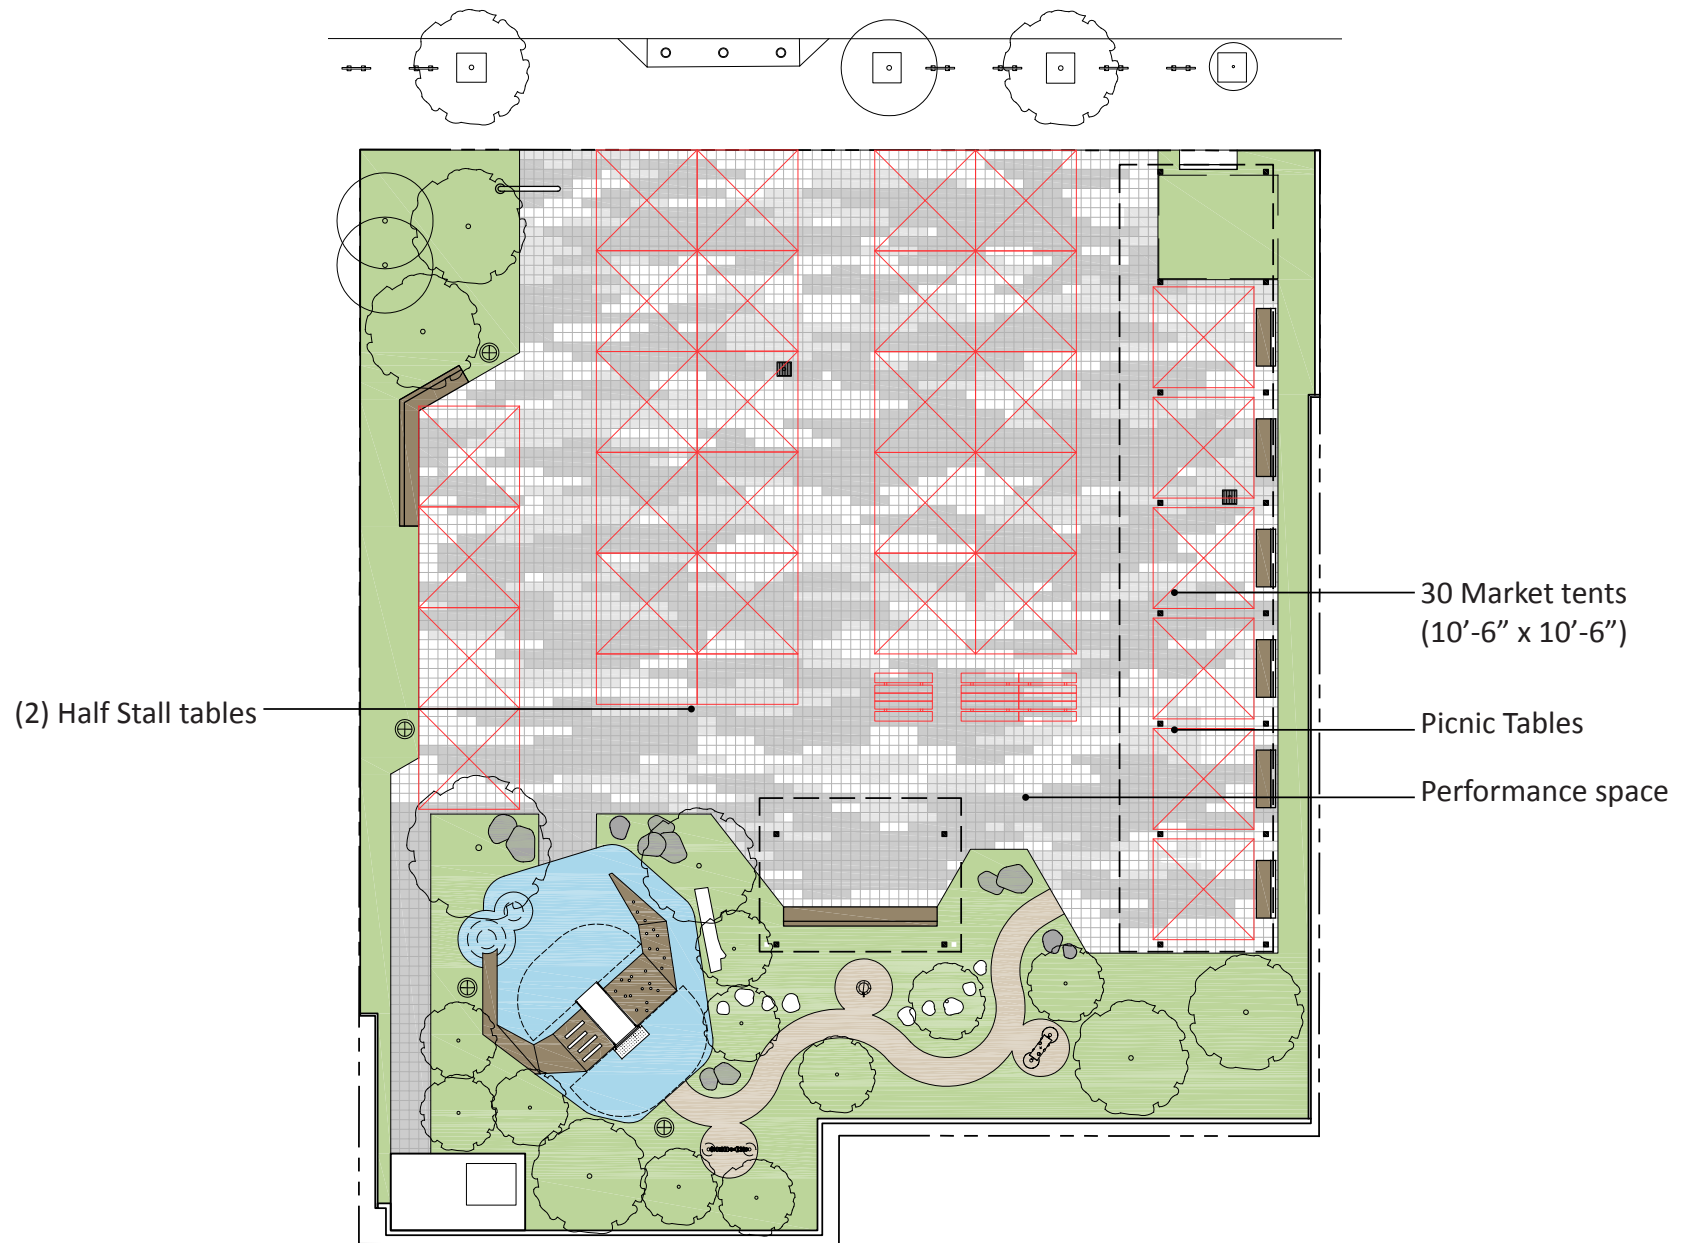 30 Market tents
(10’-6” x 10’-6”)
(2) Half Stall tables
Picnic Tables
Performance space